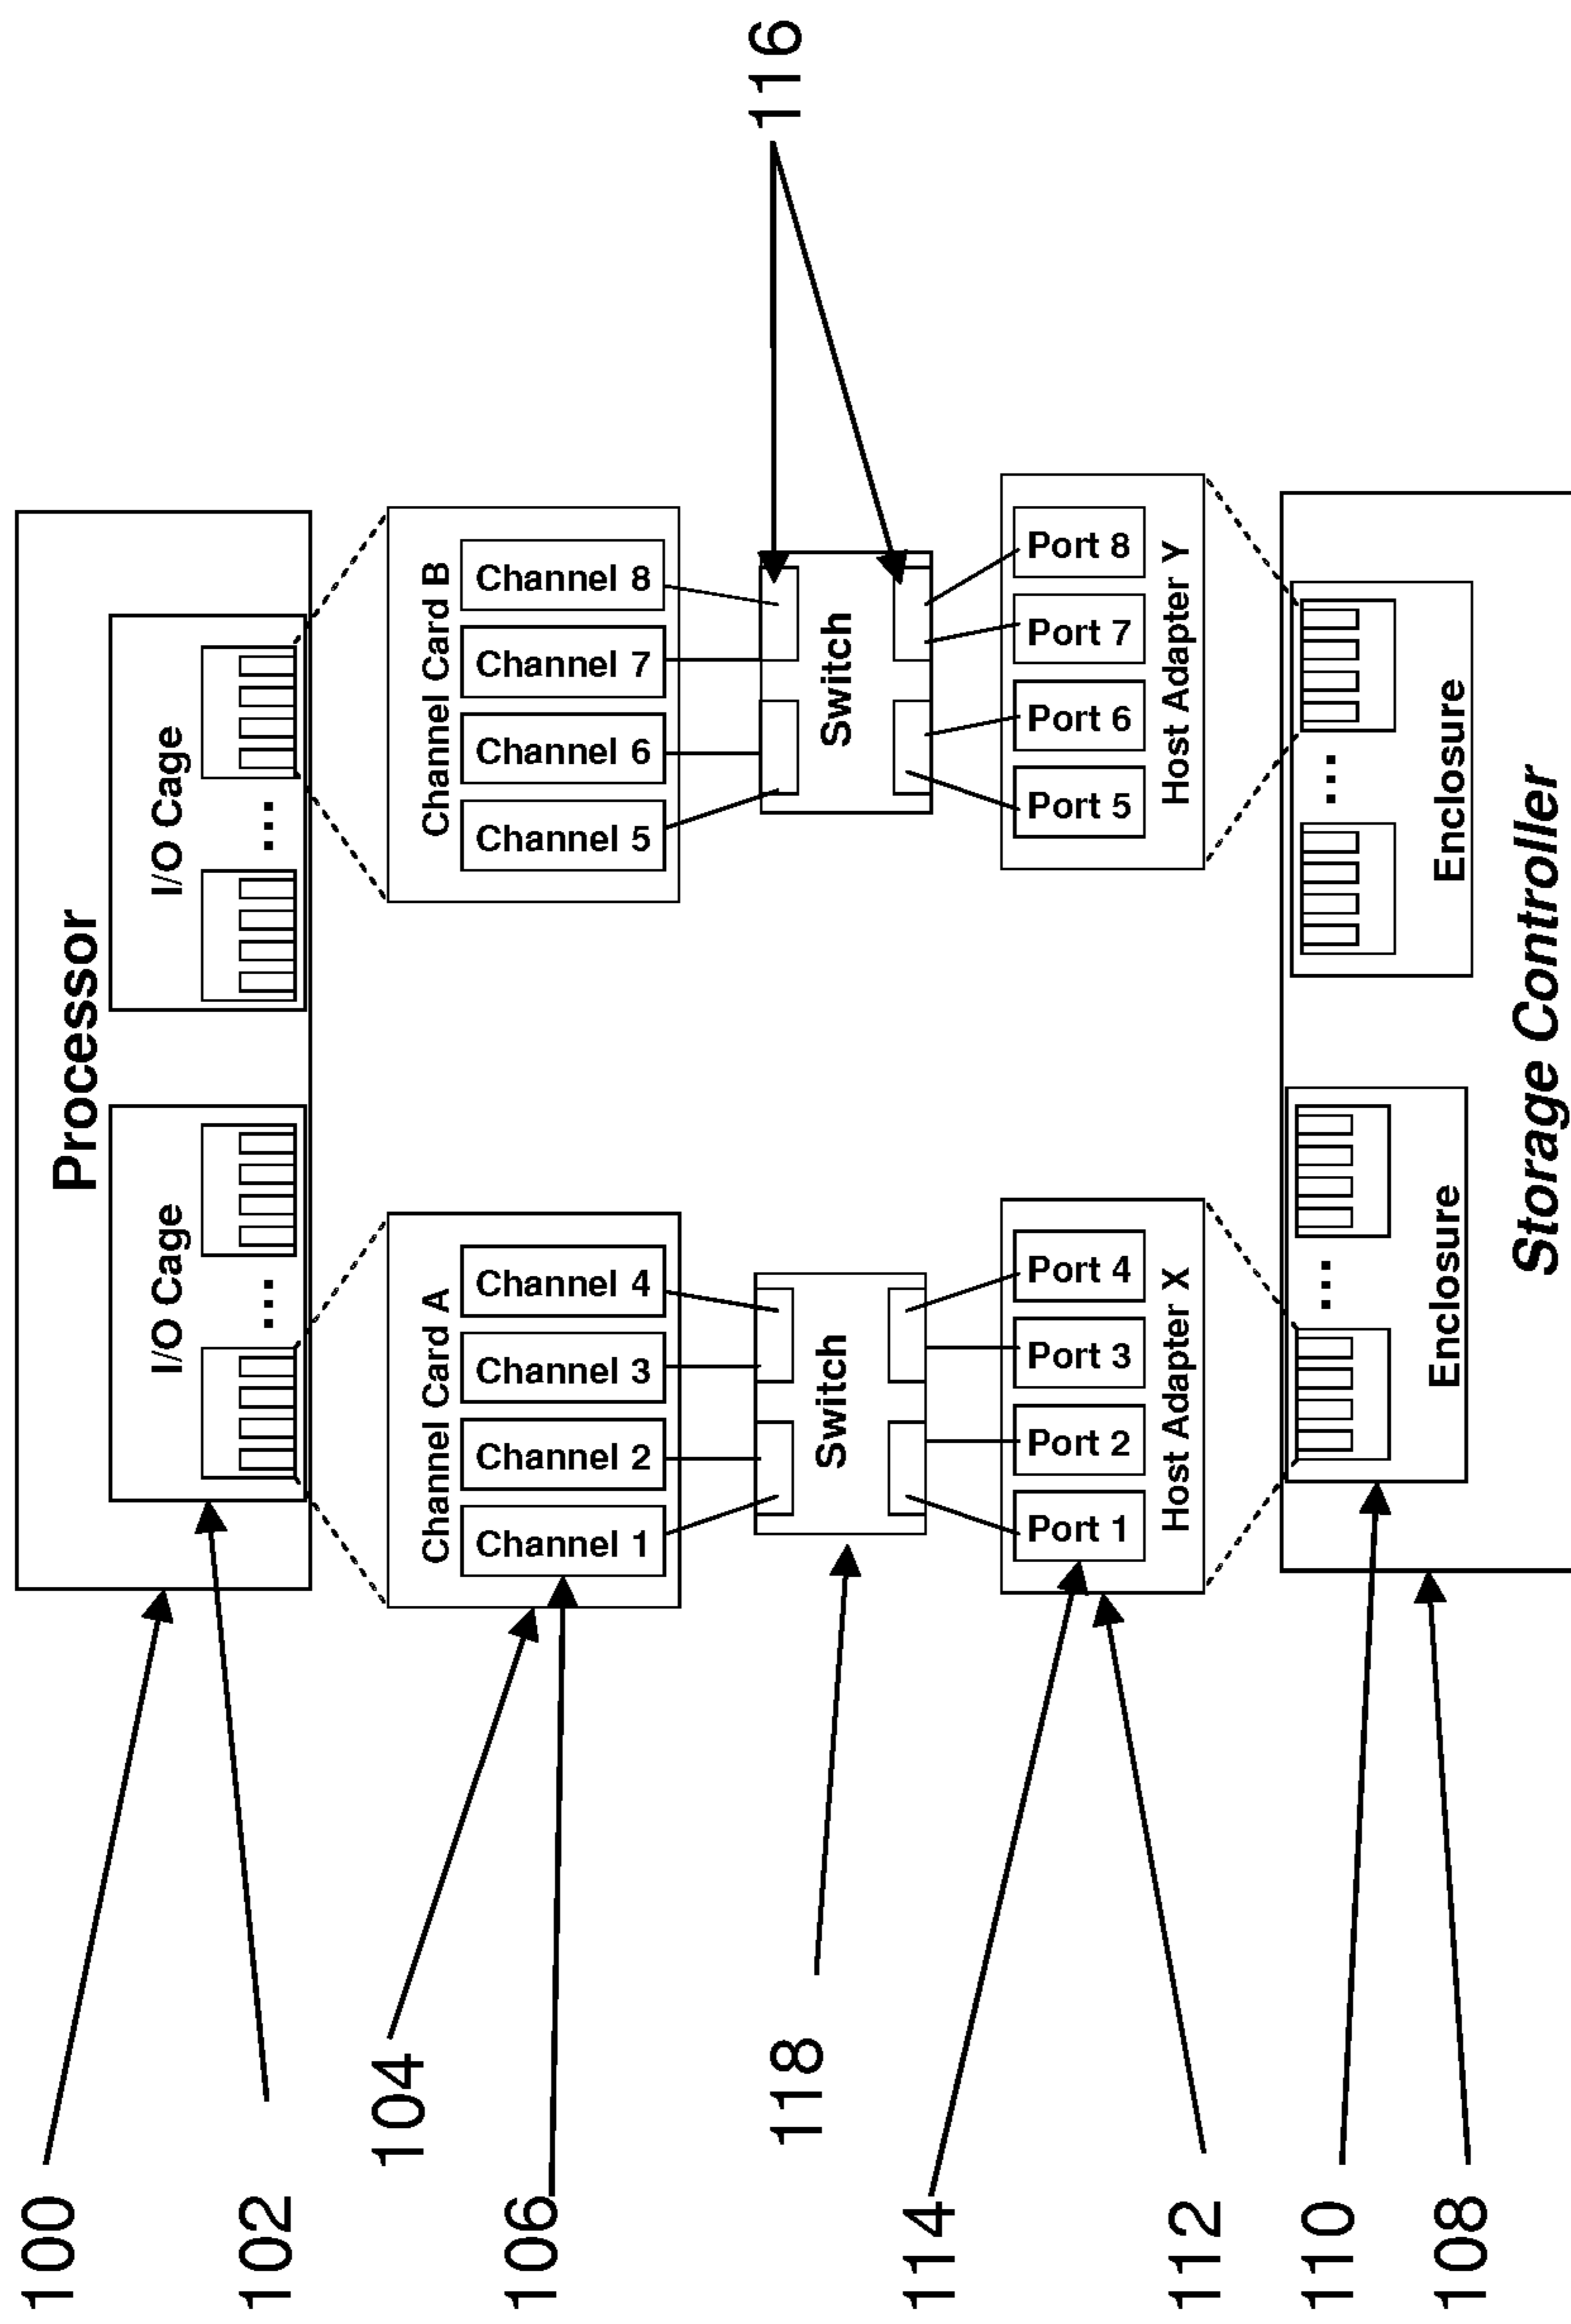 100
Processor
102
I/O Cage
...
I/O Cage
...
104
Channel Card A
Channel Card B
106
Channel 1
Channel 2
Channel 3
Channel 4
Channel 5
Channel 6
Channel 7
Channel 8
116
118
Switch
Switch
114
Port 1
Port 2
Port 3
Port 4
Port 5
Port 6
Port 7
Port 8
112
Host Adapter X
Host Adapter Y
110
...
...
Enclosure
Enclosure
108
Storage Controller